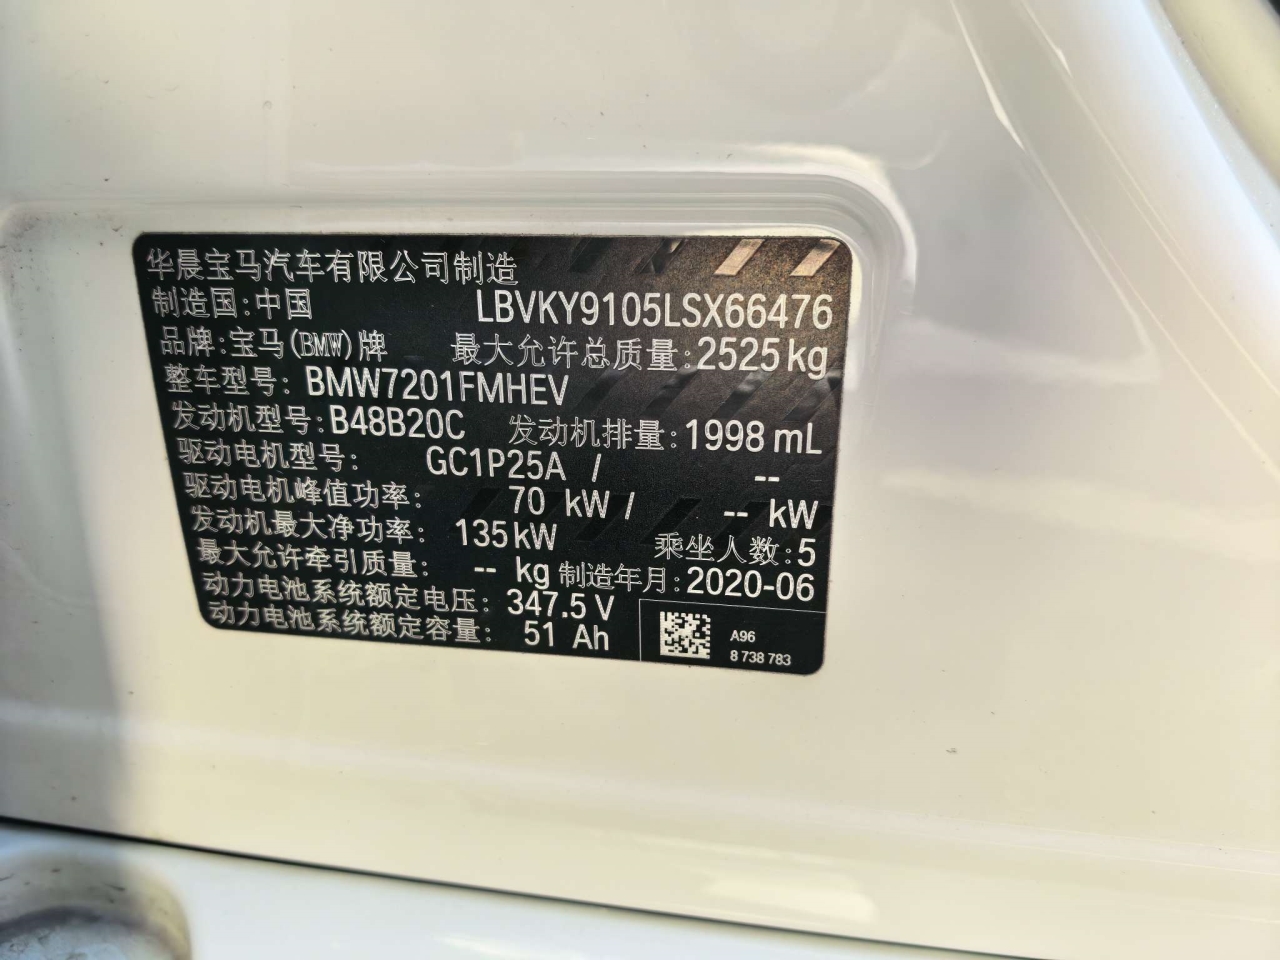 华晨宝马汽车有限公司制造
制造国:中国 LBVKY9105LSX66476
品牌:宝马(BMW)牌 最大允许总质量:2525kg
整车型号:BMW7201FMHEV
发动机型号:B48B20C 发动机排量:1998 mL
驱动电机型号: GC1P25A / --
驱动电机峰值功率: 70 kW / -- kW
发动机最大净功率: 135kW 乘坐人数:5
最大允许牵引质量: -- kg 制造年月:2020-06
动力电池系统额定电压: 347.5 V
动力电池系统额定容量: 51 Ah
A96
8 738 783